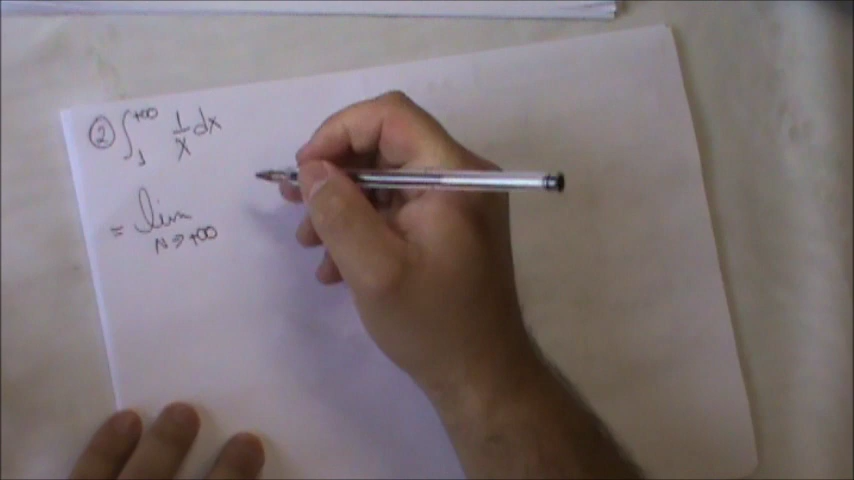 ② ∫₁^{+∞} 1/x dx
= lim N→+∞